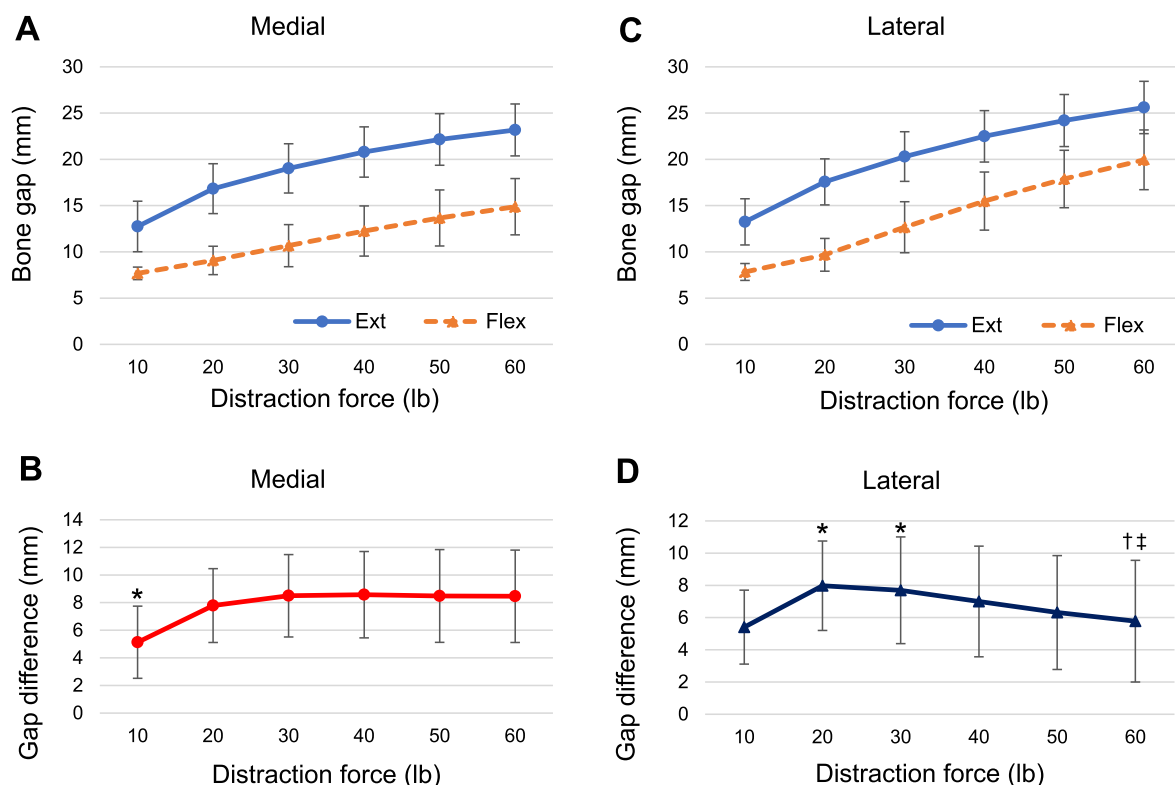 A
Medial
Bone gap (mm)
30
25
20
15
10
5
0
Ext
Flex
10 20 30 40 50 60
Distraction force (lb)
C
Lateral
Bone gap (mm)
30
25
20
15
10
5
0
Ext
Flex
10 20 30 40 50 60
Distraction force (lb)
B
Medial
Gap difference (mm)
14
12
10
8
6
4
2
0
*
10 20 30 40 50 60
Distraction force (lb)
D
Lateral
Gap difference (mm)
12
10
8
6
4
2
0
* * †‡
10 20 30 40 50 60
Distraction force (lb)